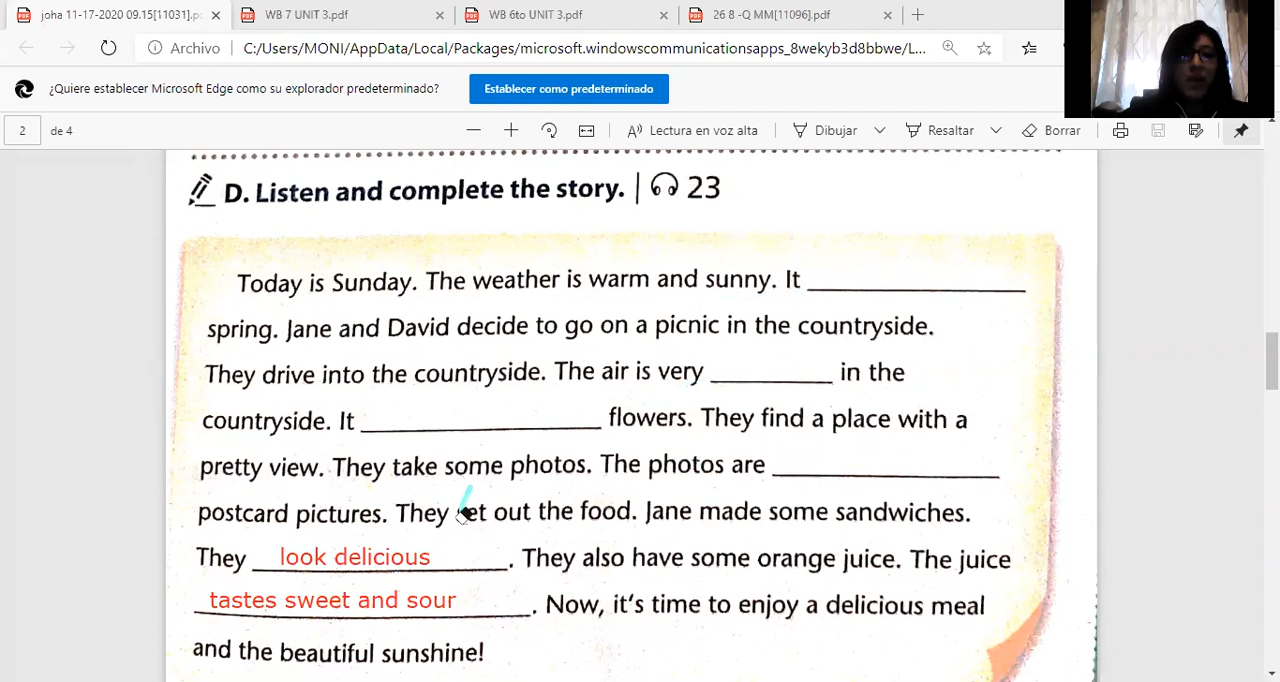 joha 11-17-2020 09.15[11031].pd
WB 7 UNIT 3.pdf
WB 6to UNIT 3.pdf
26 8 -Q MM[11096].pdf
Archivo
C:/Users/MONI/AppData/Local/Packages/microsoft.windowscommunicationsapps_8wekyb3d8bbwe/L...
¿Quiere establecer Microsoft Edge como su explorador predeterminado?
Establecer como predeterminado
2 de 4
Lectura en voz alta
Dibujar
Resaltar
Borrar
D. Listen and complete the story. | 23
Today is Sunday. The weather is warm and sunny. It ____
spring. Jane and David decide to go on a picnic in the countryside.
They drive into the countryside. The air is very ____ in the
countryside. It ____ flowers. They find a place with a
pretty view. They take some photos. The photos are ____
postcard pictures. They set out the food. Jane made some sandwiches.
They look delicious. They also have some orange juice. The juice
tastes sweet and sour. Now, it's time to enjoy a delicious meal
and the beautiful sunshine!